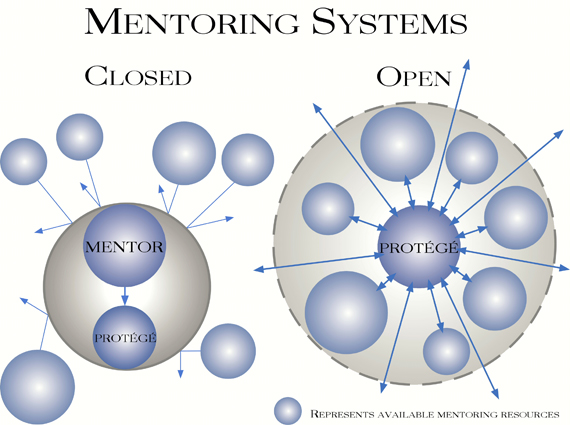 MENTORING SYSTEMS
CLOSED
OPEN
MENTOR
PROTÉGÉ
PROTÉGÉ
REPRESENTS AVAILABLE MENTORING RESOURCES